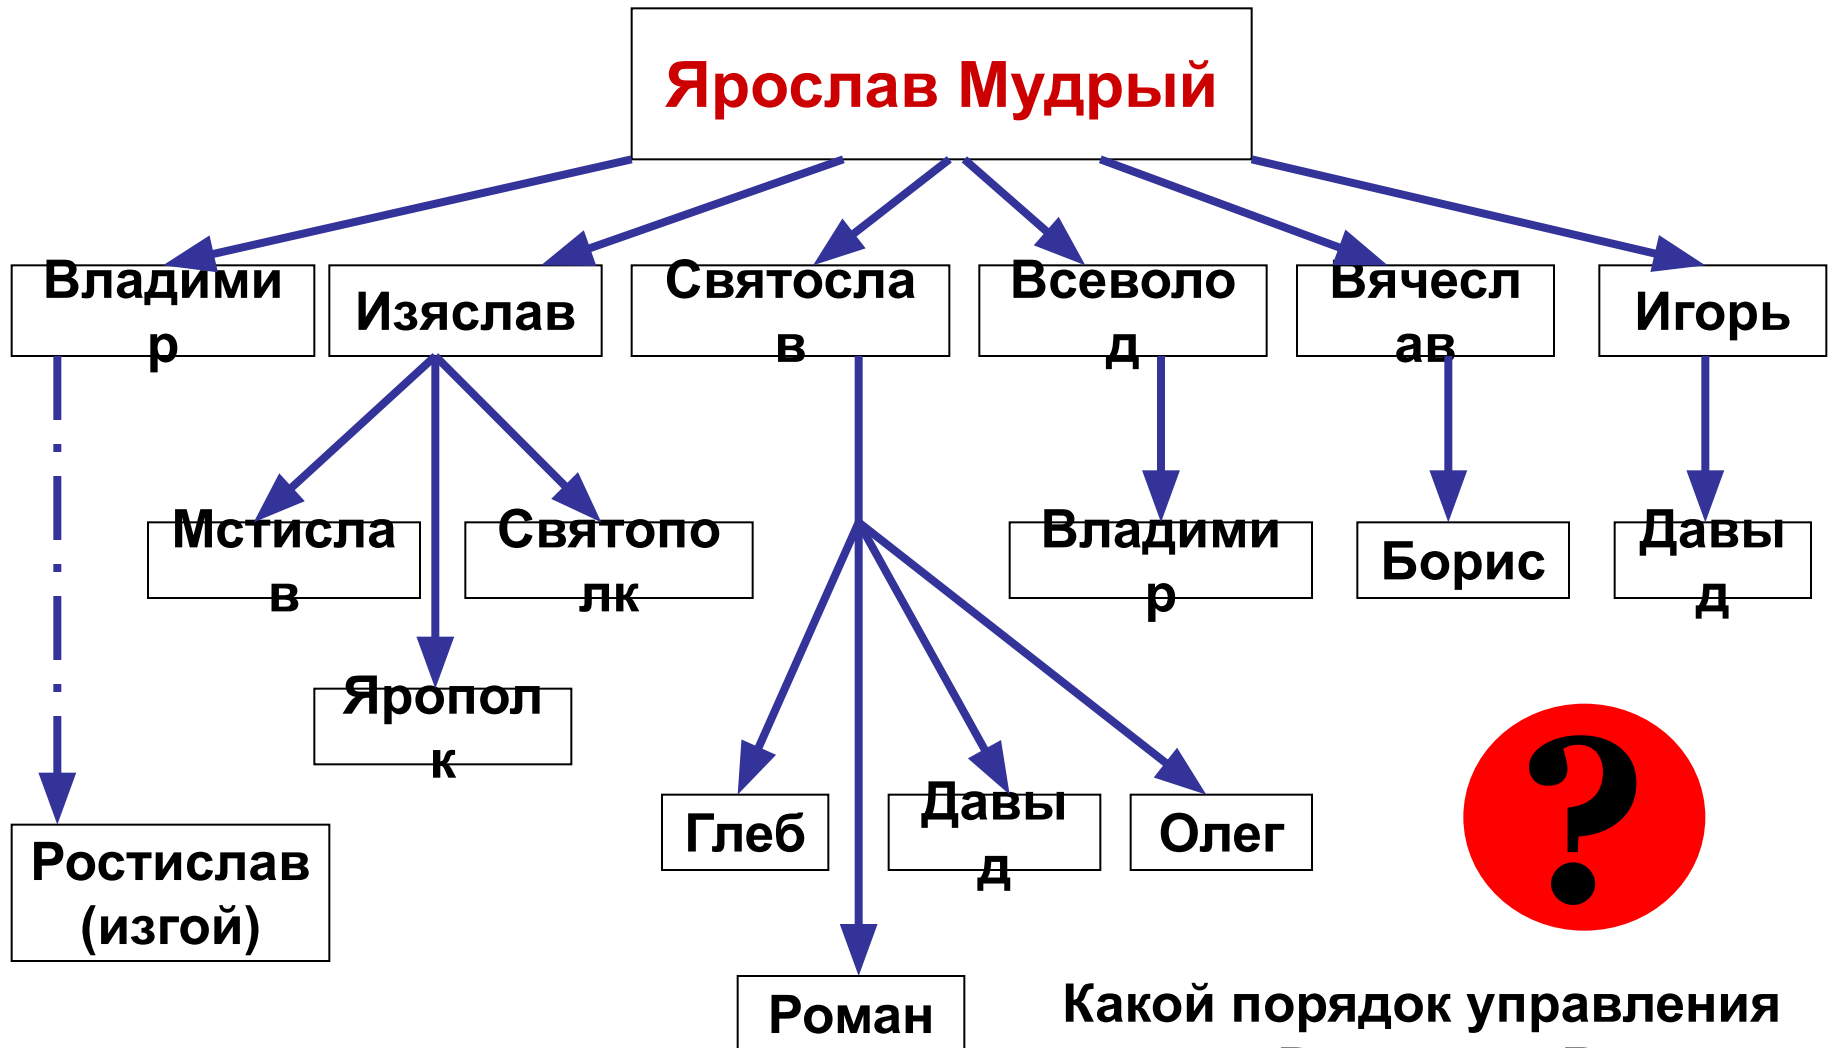 Ярослав Мудрый
Владими
р
Изяслав
Святосла
в
Всеволо
д
Вячесл
ав
Игорь
Мстисла
в
Святопо
лк
Владими
р
Борис
Давы
д
Яропол
к
Глеб
Давы
д
Олег
Ростислав
(изгой)
?
Роман
Какой порядок управления